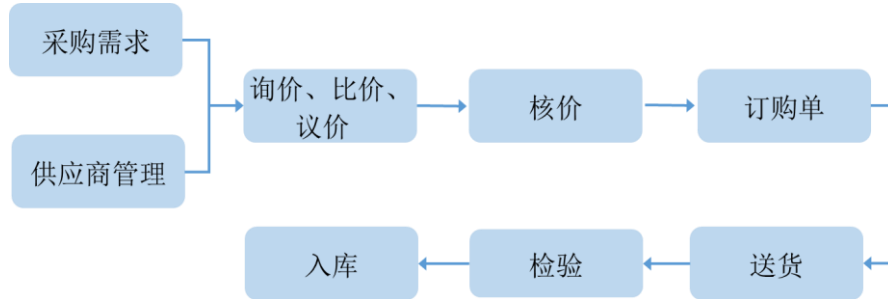 采购需求
供应商管理
询价、比价、
议价
核价
订购单
送货
检验
入库